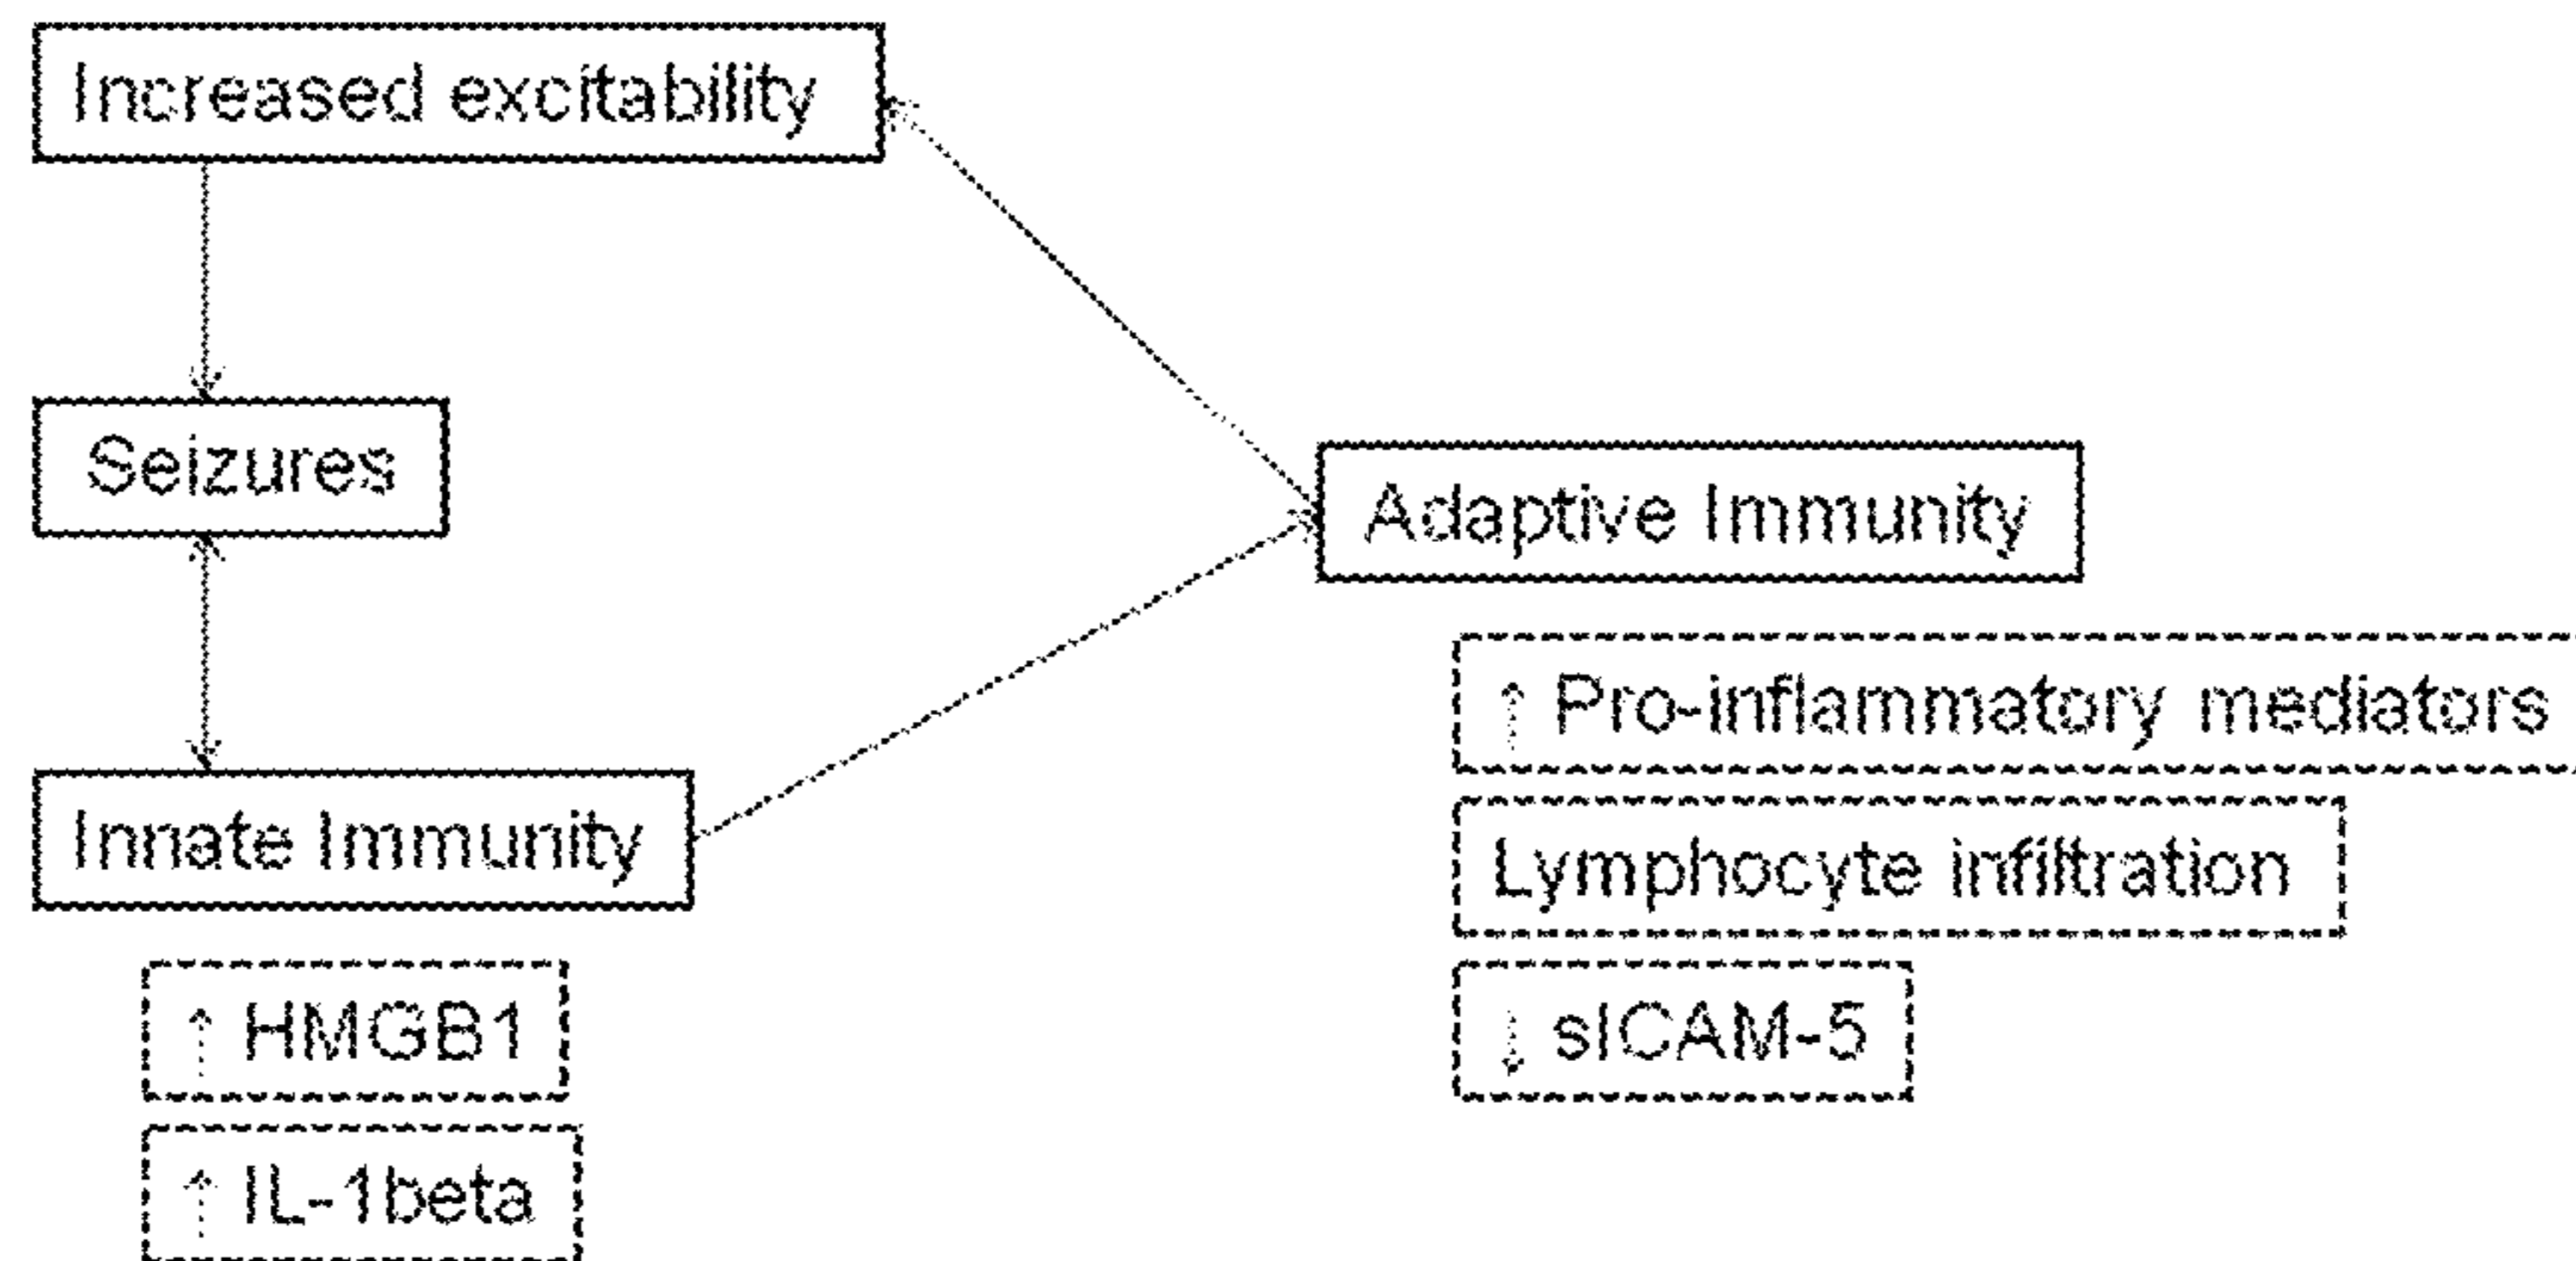 Increased excitability
Seizures
Adaptive Immunity
↑ Pro-inflammatory mediators
Lymphocyte infiltration
↓ sICAM-5
Innate Immunity
↑ HMGB1
↑ IL-1beta